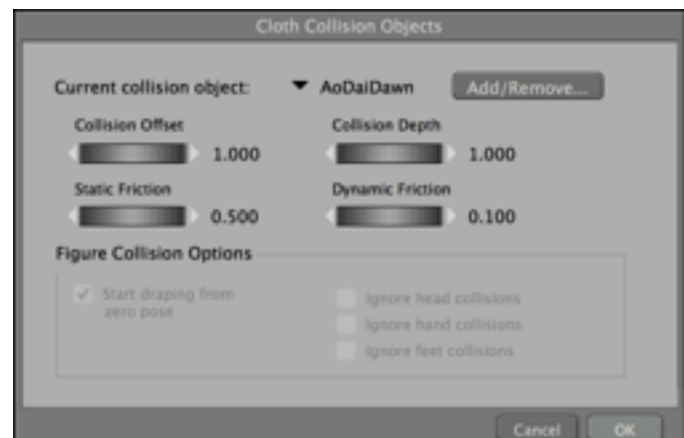 Cloth Collision Objects
Current collision object: AoDaiDawn Add/Remove...
Collision Offset Collision Depth
1.000 1.000
Static Friction Dynamic Friction
0.500 0.100
Figure Collision Options
Start draping from Ignore head collisions
zero pose Ignore hand collisions
Ignore feet collisions
Cancel OK